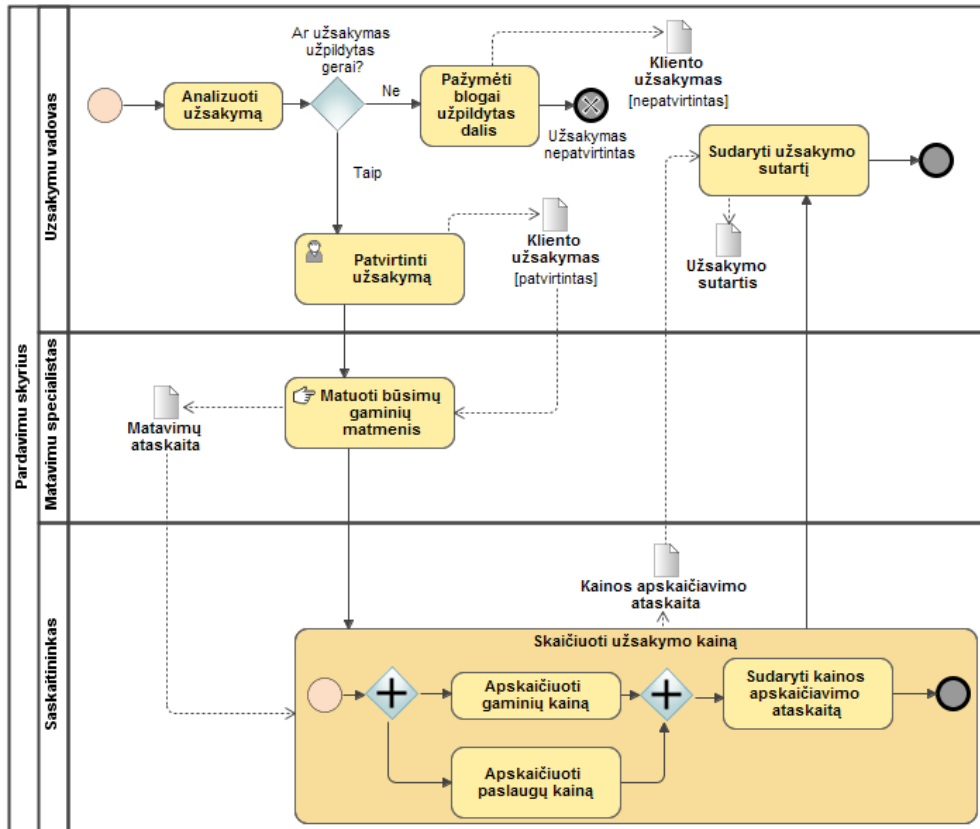 Pardavimu skyrius
Uzsakymu vadovas
Ar užsakymas
užpildytas
gerai?
Analizuoti
užsakymą
Ne
Pažymėti
blogai
užpildytas
dalis
Kliento
užsakymas
[nepatvirtintas]
Užsakymas
nepatvirtintas
Taip
Patvirtinti
užsakymą
Kliento
užsakymas
[patvirtintas]
Sudaryti užsakymo
sutartį
Užsakymo
sutartis
Matavimu specialistas
Matuoti būsimų
gaminių
matmenis
Matavimų
ataskaita
Saskaitininkas
Kainos apskaičiavimo
ataskaita
Skaičiuoti užsakymo kainą
Apskaičiuoti
gaminių kainą
Apskaičiuoti
paslaugų kainą
Sudaryti kainos
apskaičiavimo
ataskaitą